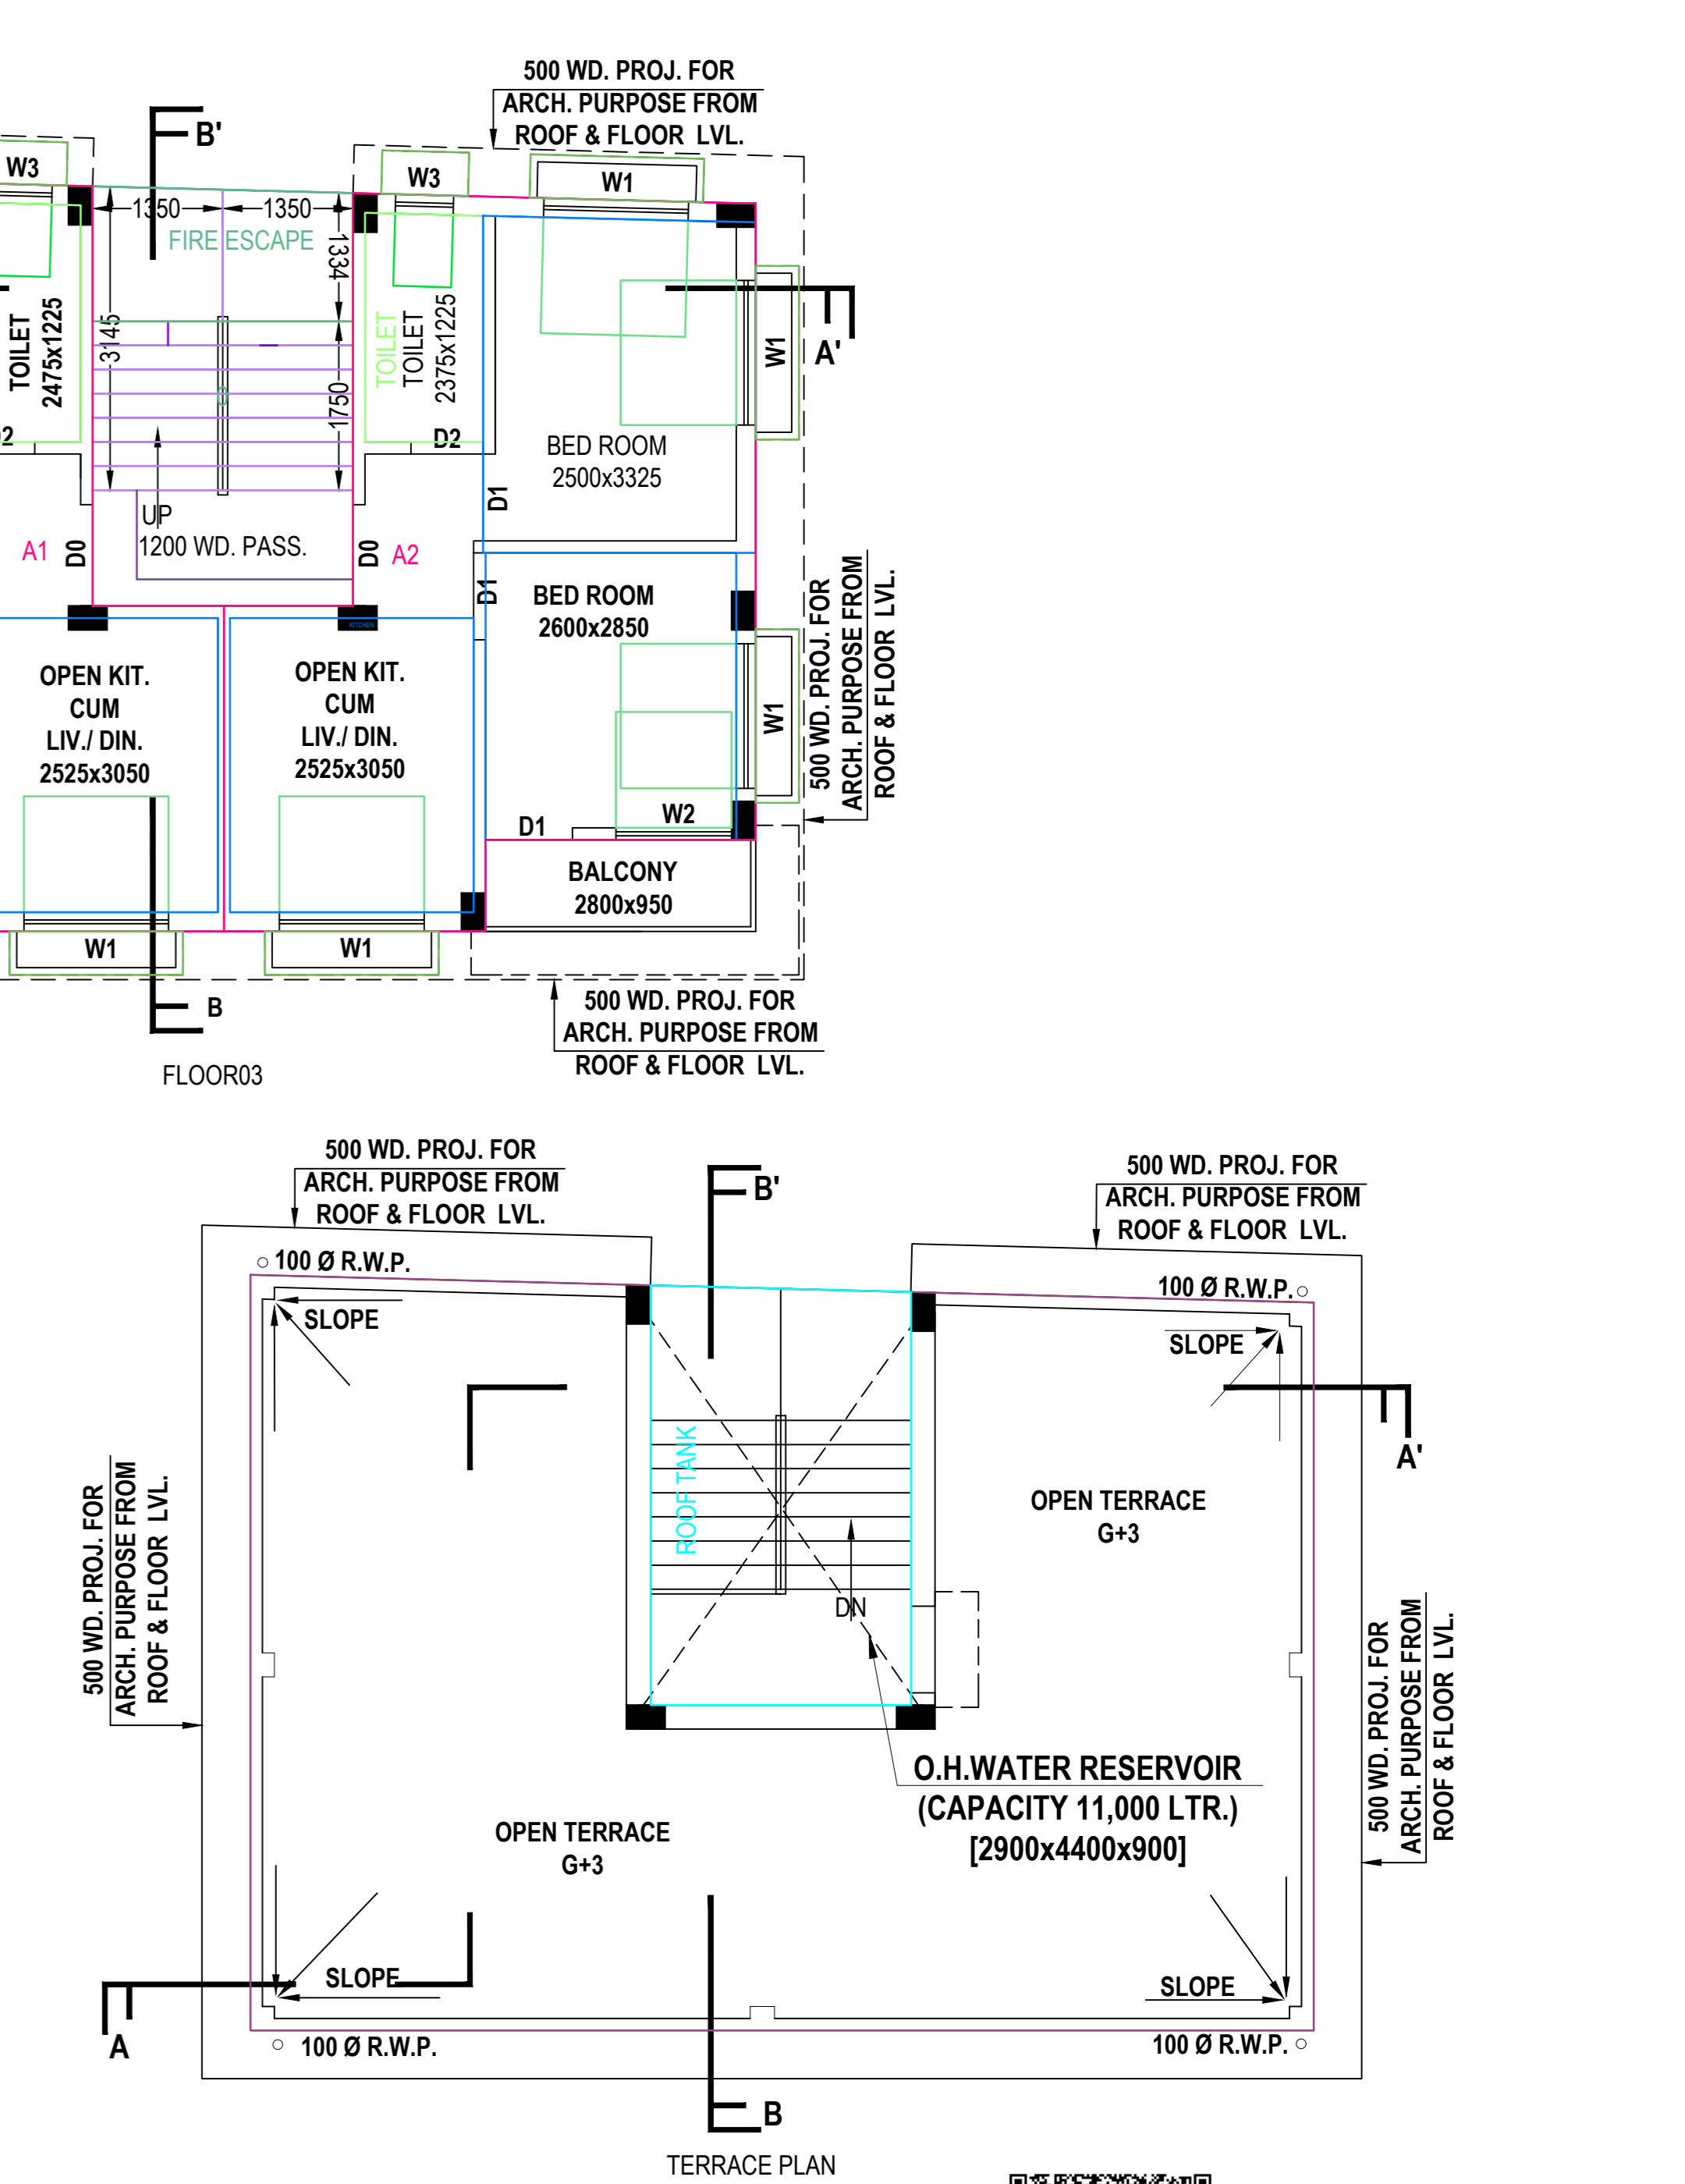 500 WD. PROJ. FOR
ARCH. PURPOSE FROM
ROOF & FLOOR LVL.
B'
W3
W3
W1
1350
1350
FIRE ESCAPE
1334
3145
1750
TOILET
2475x1225
TOILET
TOILET
2375x1225
W1
A'
D2
BED ROOM
2500x3325
D1
UP
1200 WD. PASS.
A1
D0
D0
A2
D1
BED ROOM
2600x2850
KITCHEN
500 WD. PROJ. FOR
ARCH. PURPOSE FROM
ROOF & FLOOR LVL.
OPEN KIT.
CUM
LIV./ DIN.
2525x3050
OPEN KIT.
CUM
LIV./ DIN.
2525x3050
W1
D1
W2
BALCONY
2800x950
W1
W1
B
500 WD. PROJ. FOR
ARCH. PURPOSE FROM
ROOF & FLOOR LVL.
FLOOR03
500 WD. PROJ. FOR
ARCH. PURPOSE FROM
ROOF & FLOOR LVL.
B'
500 WD. PROJ. FOR
ARCH. PURPOSE FROM
ROOF & FLOOR LVL.
100 Ø R.W.P.
100 Ø R.W.P.
SLOPE
SLOPE
A'
ROOF TANK
OPEN TERRACE
G+3
500 WD. PROJ. FOR
ARCH. PURPOSE FROM
ROOF & FLOOR LVL.
DN
500 WD. PROJ. FOR
ARCH. PURPOSE FROM
ROOF & FLOOR LVL.
O.H.WATER RESERVOIR
(CAPACITY 11,000 LTR.)
[2900x4400x900]
OPEN TERRACE
G+3
SLOPE
SLOPE
A
100 Ø R.W.P.
100 Ø R.W.P.
B
TERRACE PLAN